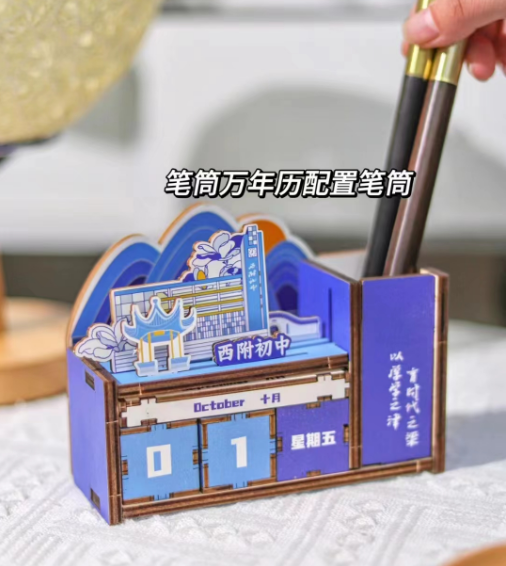 笔筒万年历配置笔筒
西附初中
October 十月
0 1 星期五
育时代之栋
以学学之津